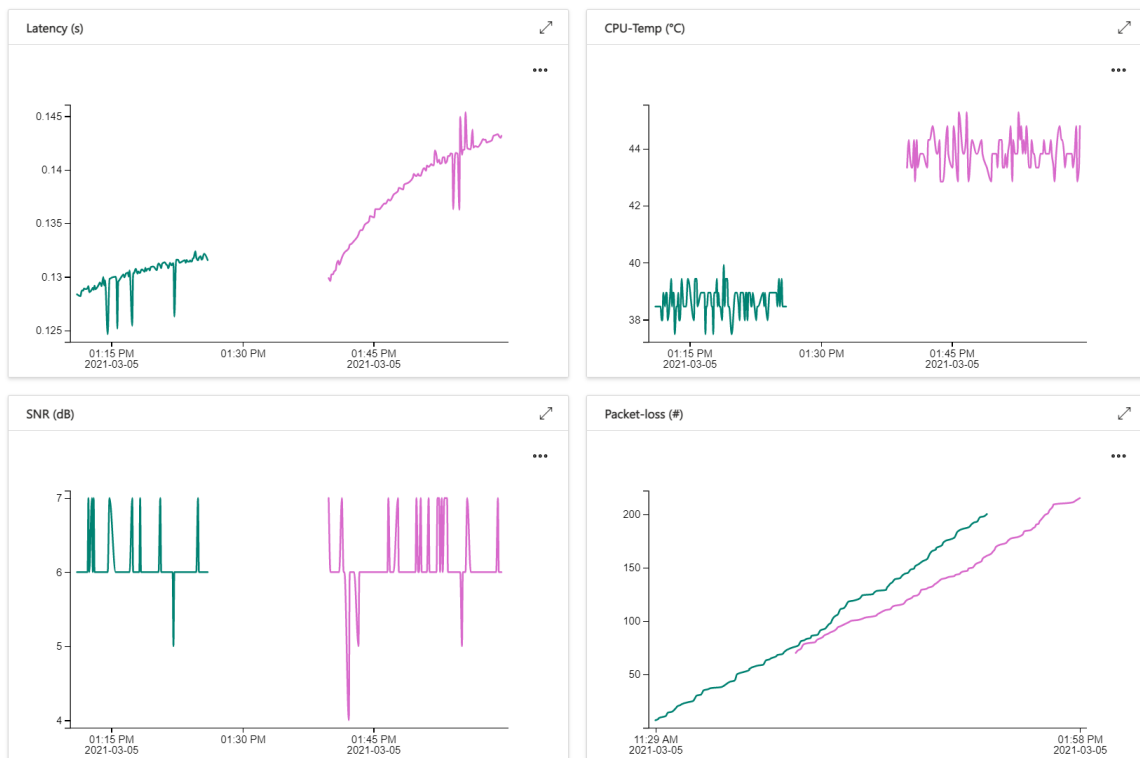 Latency (s)
CPU-Temp (°C)
0.145
0.14
0.135
0.13
0.125
01:15 PM
2021-03-05
01:30 PM
01:45 PM
2021-03-05
44
42
40
38
01:15 PM
2021-03-05
01:30 PM
01:45 PM
2021-03-05
SNR (dB)
Packet-loss (#)
7
6
5
4
01:15 PM
2021-03-05
01:30 PM
01:45 PM
2021-03-05
200
150
100
50
11:29 AM
2021-03-05
01:58 PM
2021-03-05